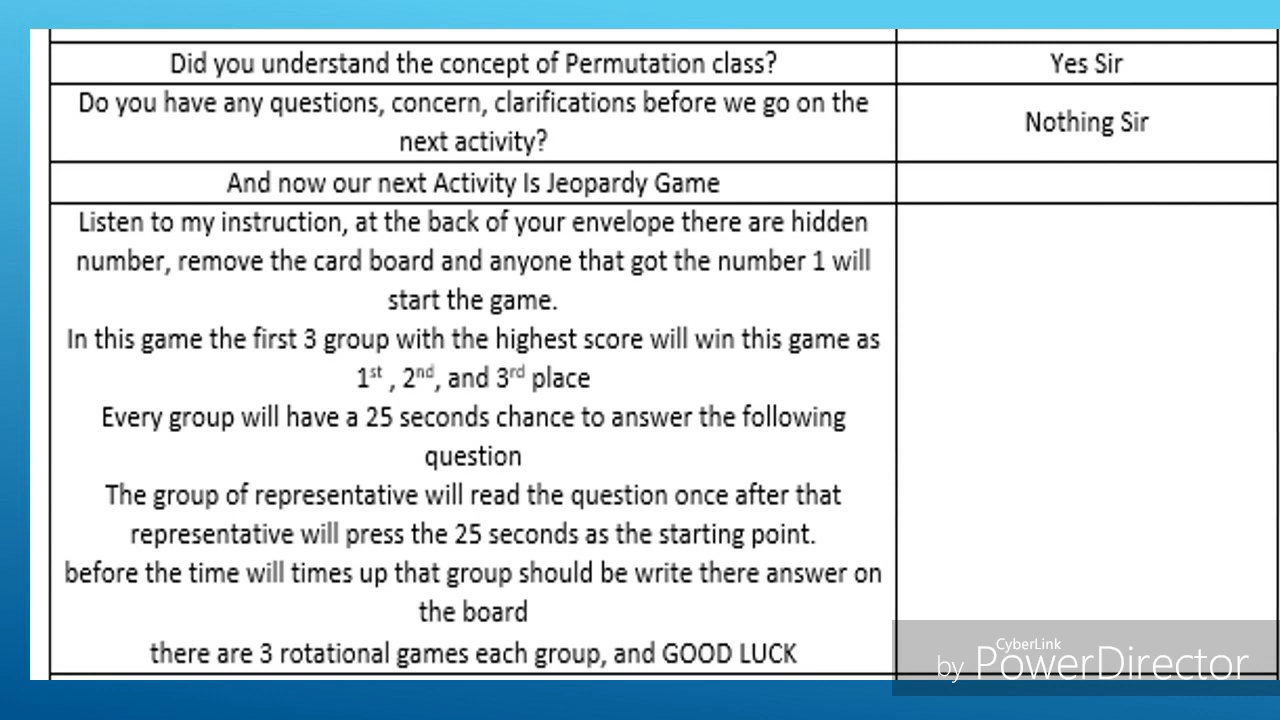 Did you understand the concept of Permutation class?
Yes Sir
Do you have any questions, concern, clarifications before we go on the
next activity?
Nothing Sir
And now our next Activity Is Jeopardy Game
Listen to my instruction, at the back of your envelope there are hidden
number, remove the card board and anyone that got the number 1 will
start the game.
In this game the first 3 group with the highest score will win this game as
1st , 2nd, and 3rd place
Every group will have a 25 seconds chance to answer the following
question
The group of representative will read the question once after that
representative will press the 25 seconds as the starting point.
before the time will times up that group should be write there answer on
the board
there are 3 rotational games each group, and GOOD LUCK
CyberLink
by PowerDirector